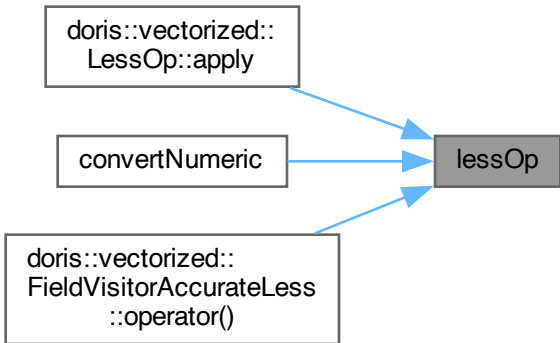 doris::vectorized::
LessOp::apply
convertNumeric
lessOp
doris::vectorized::
FieldVisitorAccurateLess
::operator()